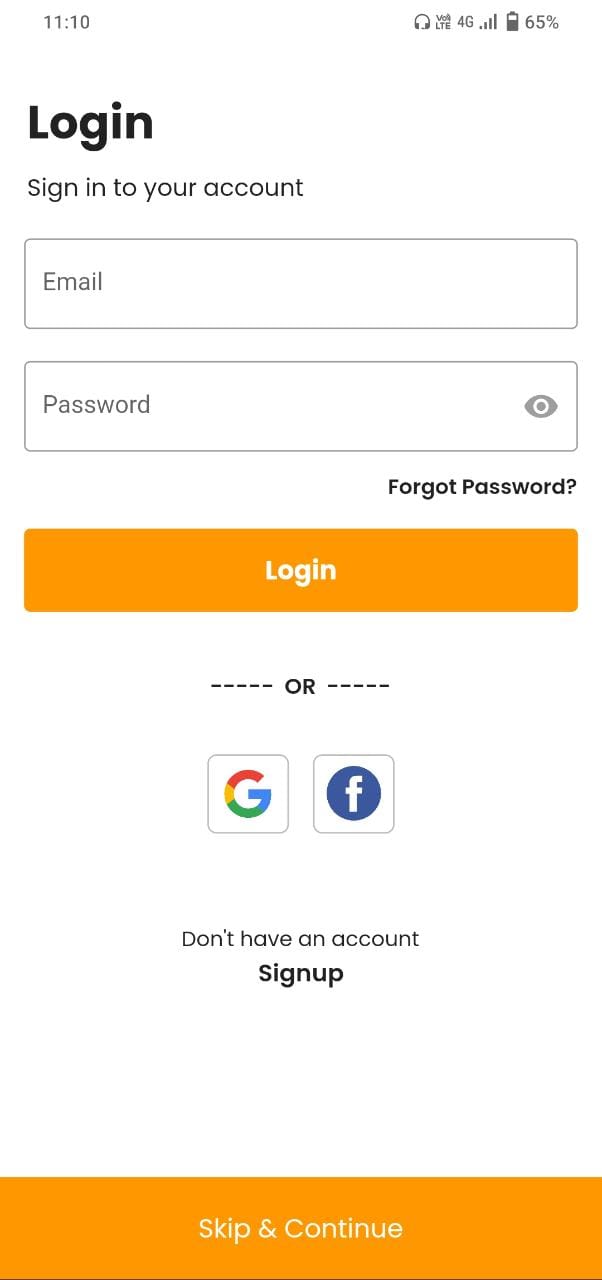 11:10 Vo) LTE 4G 65%
Login
Sign in to your account
Email
Password
Forgot Password?
Login
----- OR -----
G f
Don't have an account
Signup
Skip & Continue